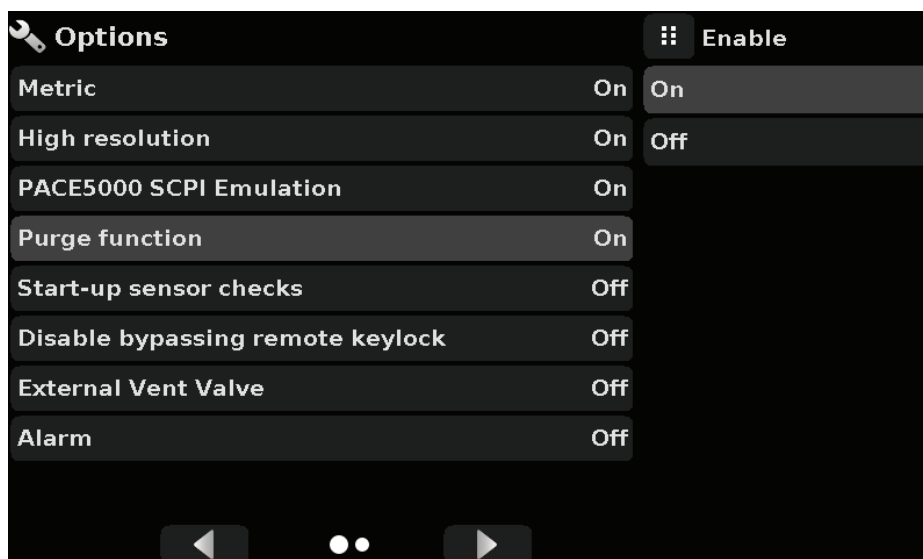 Options
Metric On
High resolution On
PACE5000 SCPI Emulation On
Purge function On
Start-up sensor checks Off
Disable bypassing remote keylock Off
External Vent Valve Off
Alarm Off
Enable
On
Off